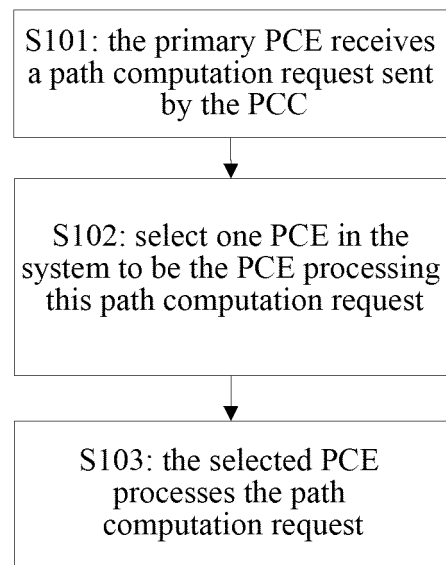 S101: the primary PCE receives
a path computation request sent
by the PCC
S102: select one PCE in the
system to be the PCE processing
this path computation request
S103: the selected PCE
processes the path
computation request